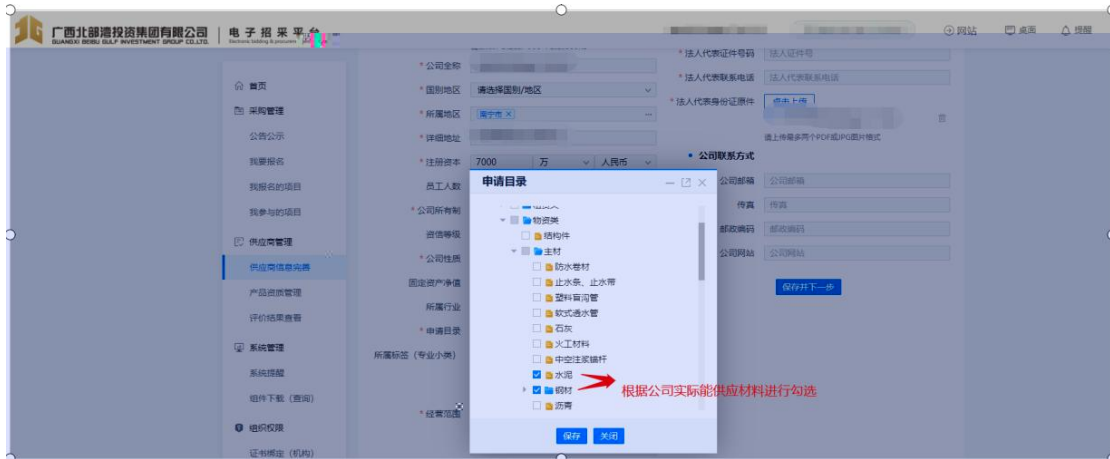 广西北部湾投资集团有限公司
GUANGXI BEIBU GULF INVESTMENT GROUP CO.,LTD.
电子招采平台
网站
桌面
提醒
首页
采购管理
公告公示
我要报名
我报名的项目
我参与的项目
供应商管理
供应商信息完善
产品资质管理
评价结果查看
系统管理
系统提醒
组件下载（查询）
组织权限
证书绑定（机构）
* 公司全称
* 国别地区 请选择国别/地区
* 所属地区 南宁市 ×
* 详细地址
* 注册资本 7000 万 人民币
员工人数
* 公司所有制
资信等级
* 公司性质
固定资产净值
所属行业
* 申请目录
所属标签（专业小类）
* 经营范围
* 法人代表证件号码 法人证件号
* 法人代表联系电话 法人代表联系电话
* 法人代表身份证原件 点击上传
请上传最多两个PDF或JPG图片格式
• 公司联系方式
公司邮箱 公司邮箱
传真 传真
邮政编码 邮政编码
公司网站 公司网站
保存并下一步
申请目录
物资类
结构件
主材
防水卷材
止水条、止水带
塑料盲沟管
软式透水管
石灰
火工材料
中空注浆锚杆
水泥
钢材
沥青
根据公司实际能供应材料进行勾选
保存 关闭